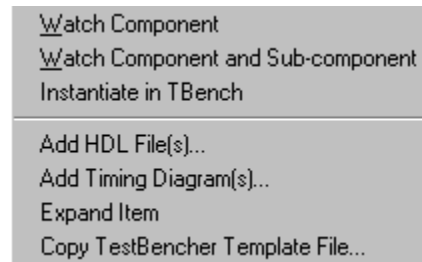 Watch Component
Watch Component and Sub-component
Instantiate in TBench
Add HDL File(s)...
Add Timing Diagram(s)...
Expand Item
Copy TestBencher Template File...